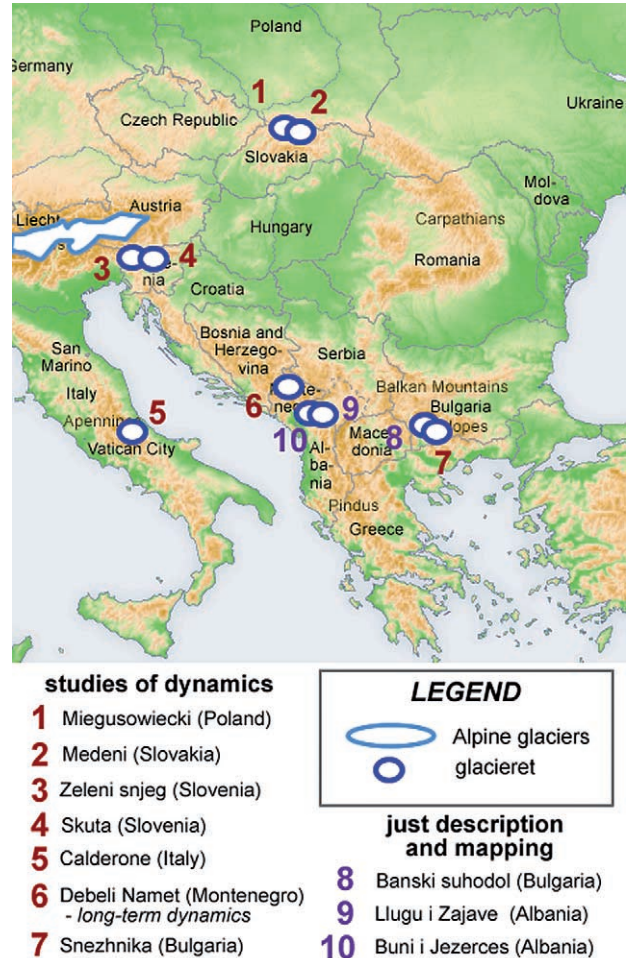 Poland
Germany
1
2
Ukraine
Czech Republic
Slovakia
Mol-
dova
Austria
Liecht
s
Hungary
Carpathians
Romania
3
4
e-
nia
Croatia
Bosnia and
Herzego-
vina
Serbia
San
Marino
Italy
Balkan Mountains
Bulgaria
Apennin
5
6
nte-
neg
9
8
lopes
Vatican City
10
Mace
donia
7
Al-
ba-
nia
Pindus
Greece
studies of dynamics
1 Miegusowiecki (Poland)
2 Medeni (Slovakia)
3 Zeleni snjeg (Slovenia)
4 Skuta (Slovenia)
5 Calderone (Italy)
6 Debeli Namet (Montenegro)
- long-term dynamics
7 Snezhnika (Bulgaria)
LEGEND
Alpine glaciers
glacieret
just description
and mapping
8 Banski suhodol (Bulgaria)
9 Llugu i Zajave (Albania)
10 Buni i Jezerces (Albania)